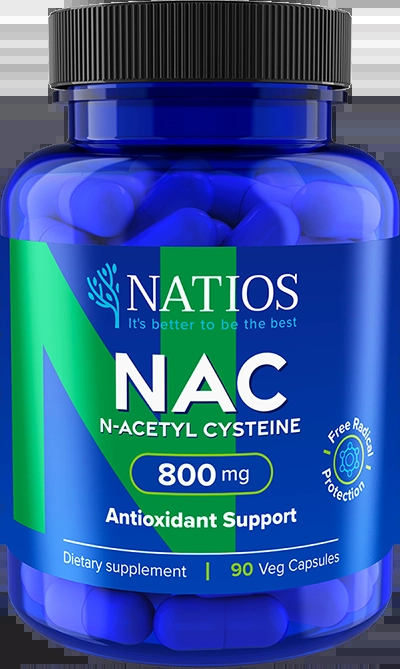 NATIOS
It's better to be the best
NAC
N-ACETYL CYSTEINE
800 mg
Antioxidant Support
Free Radical
Protection
Dietary supplement | 90 Veg Capsules